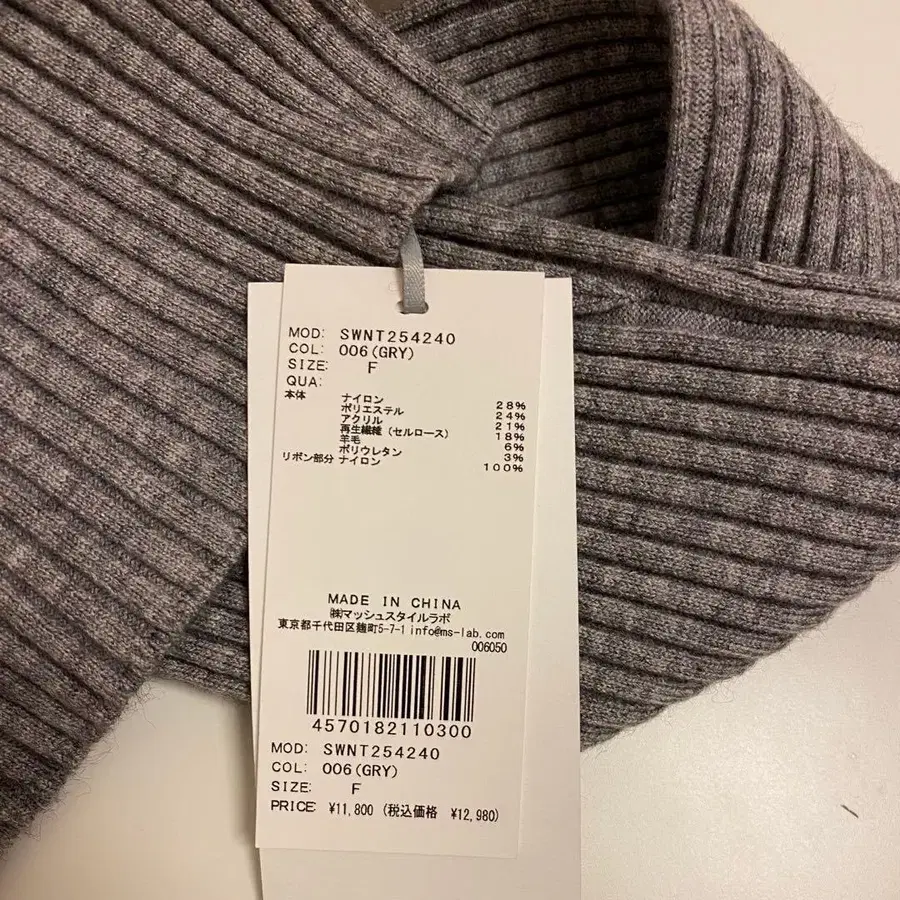 MOD: SWNT254240
COL: 006(GRY)
SIZE: F
QUA:
本体 ナイロン 28%
ポリエステル 24%
アクリル 21%
再生繊維（セルロース） 18%
羊毛 6%
ポリウレタン 3%
リボン部分 ナイロン 100%
MADE IN CHINA
㈱マッシュスタイルラボ
東京都千代田区麹町5-7-1 info@ms-lab.com
006050
4570182110300
MOD: SWNT254240
COL: 006(GRY)
SIZE: F
PRICE: ¥11,800 (税込価格 ¥12,980)